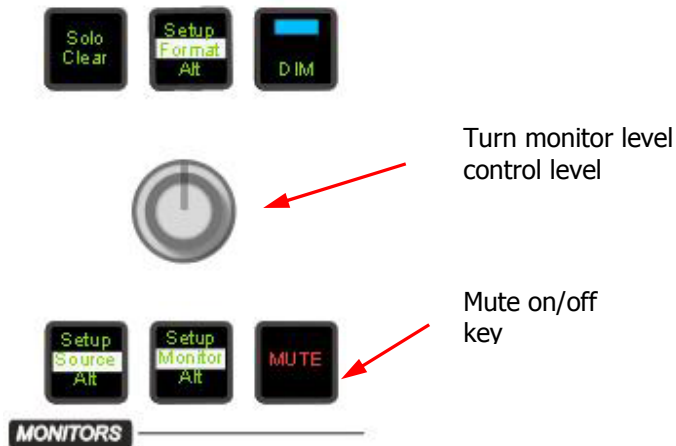 Solo
Clear
Setup
Format
Alt
DIM
Turn monitor level
control level
Mute on/off
key
Setup
Source
Alt
Setup
Monitor
Alt
MUTE
MONITORS